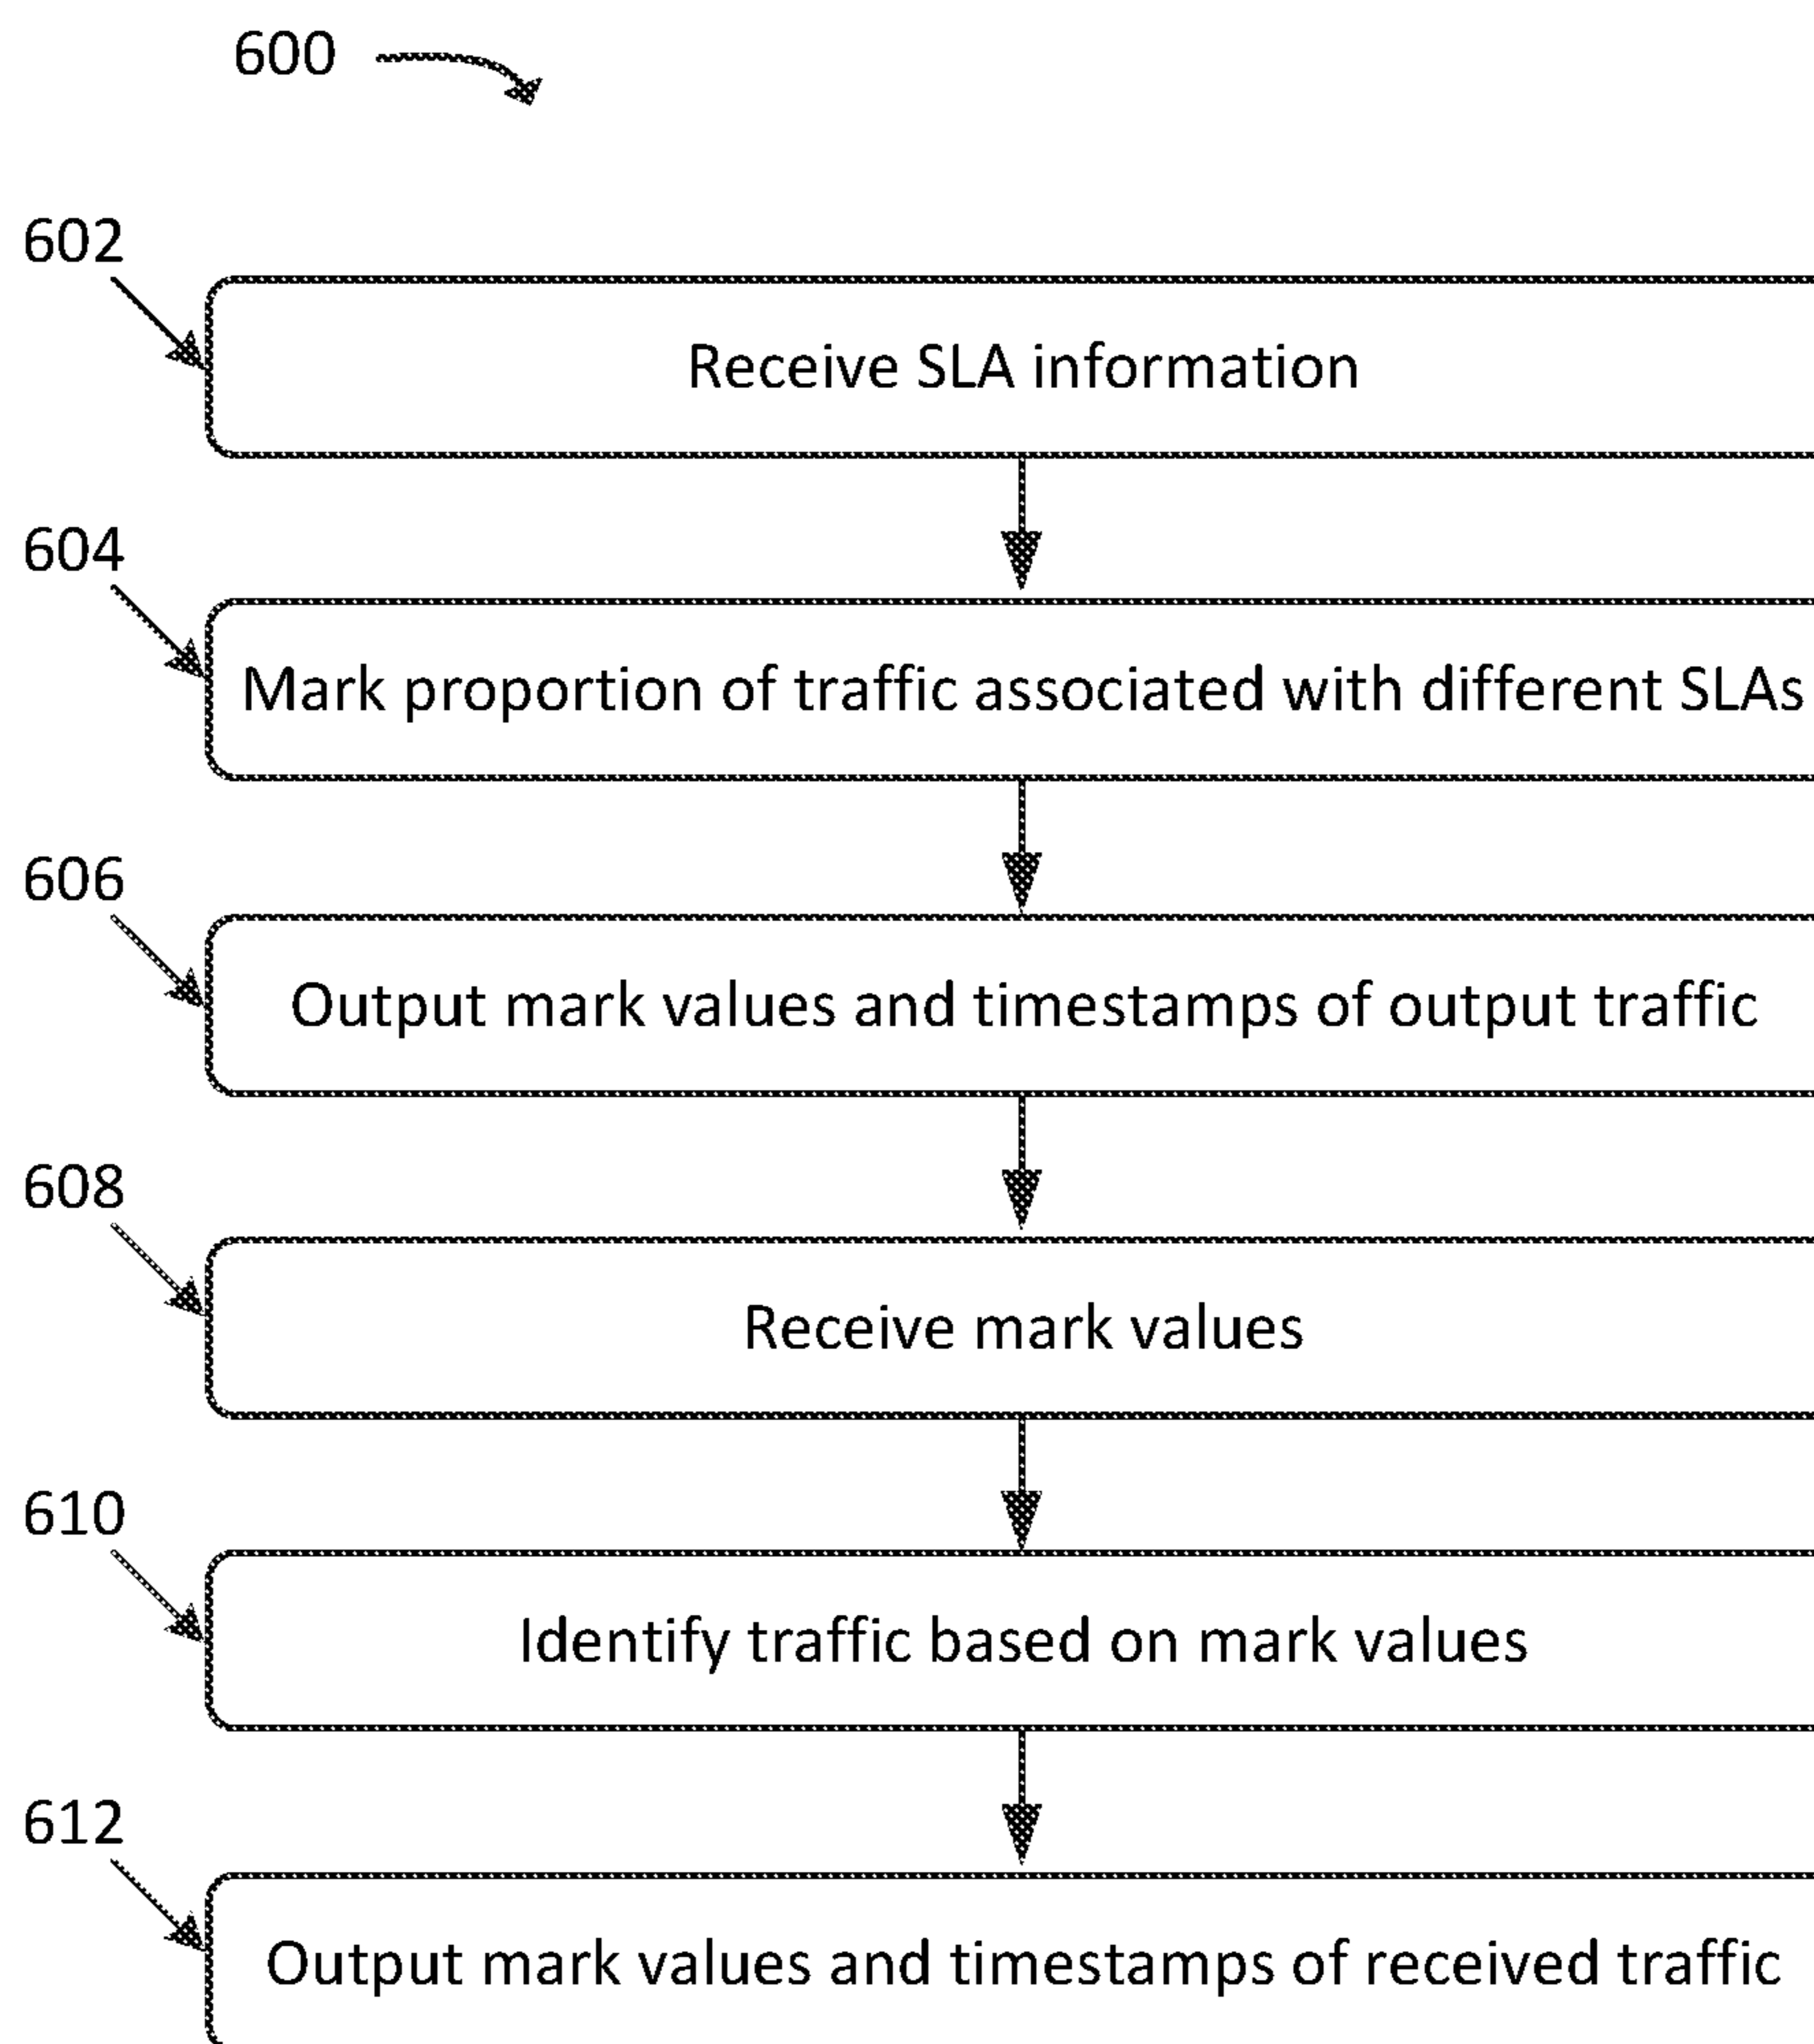 600
602
Receive SLA information
604
Mark proportion of traffic associated with different SLAs
606
Output mark values and timestamps of output traffic
608
Receive mark values
610
Identify traffic based on mark values
612
Output mark values and timestamps of received traffic